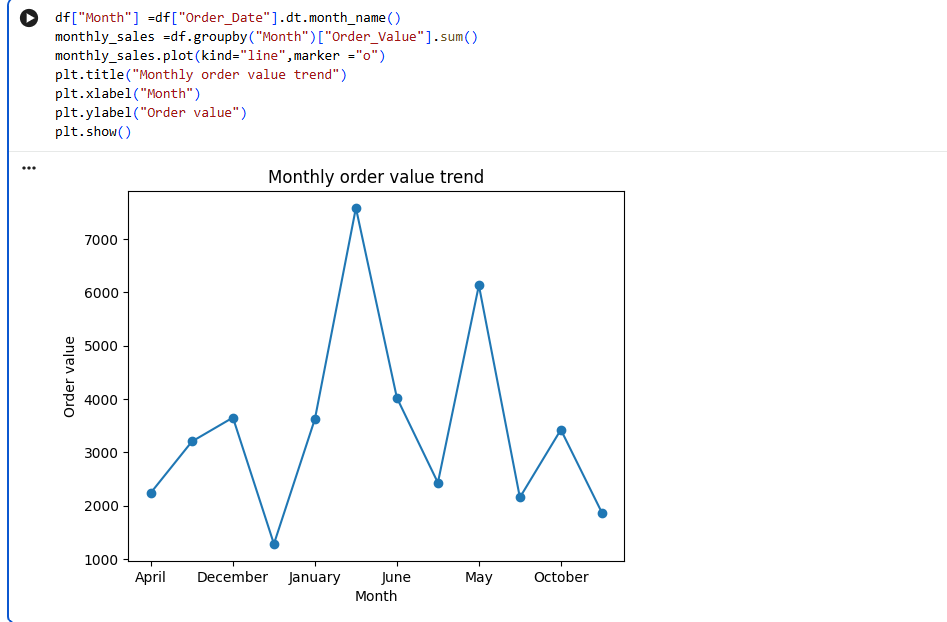 df["Month"] =df["Order_Date"].dt.month_name()
monthly_sales =df.groupby("Month")["Order_Value"].sum()
monthly_sales.plot(kind="line",marker ="o")
plt.title("Monthly order value trend")
plt.xlabel("Month")
plt.ylabel("Order value")
plt.show()
Monthly order value trend
7000
6000
5000
4000
3000
2000
1000
Order value
April December January June May October
Month